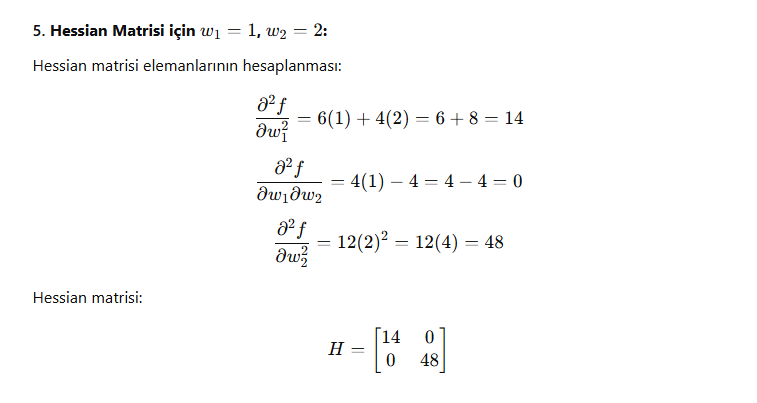 5. Hessian Matrisi için w₁ = 1, w₂ = 2:
Hessian matrisi elemanlarının hesaplanması:
∂²f/∂w₁² = 6(1) + 4(2) = 6 + 8 = 14
∂²f/∂w₁∂w₂ = 4(1) − 4 = 4 − 4 = 0
∂²f/∂w₂² = 12(2)² = 12(4) = 48
Hessian matrisi:
H = [14 0
0 48]